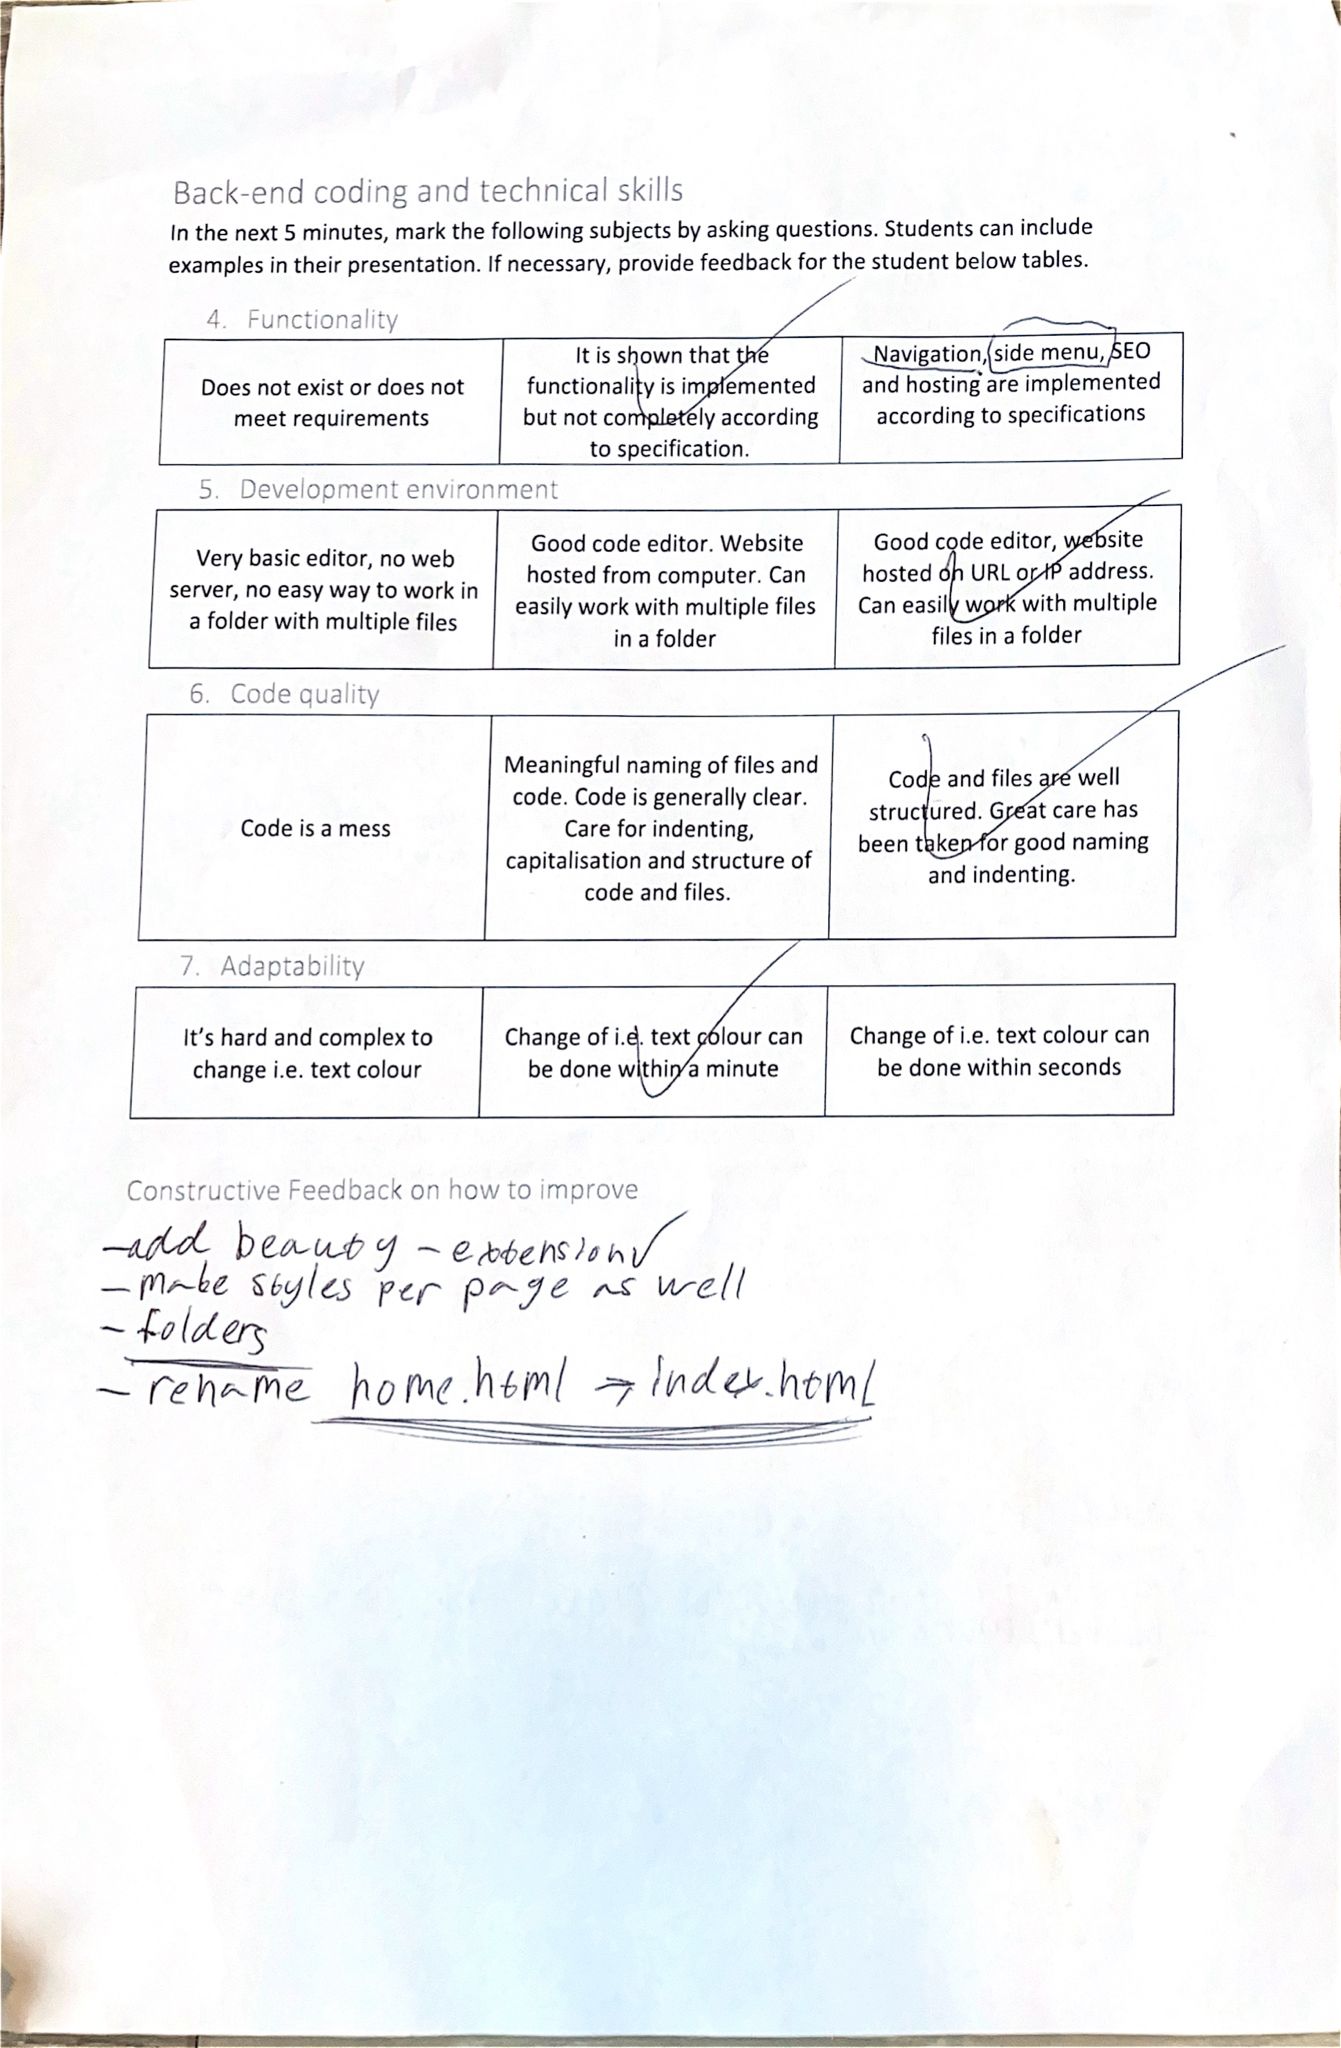 Back-end coding and technical skills
In the next 5 minutes, mark the following subjects by asking questions. Students can include
examples in their presentation. If necessary, provide feedback for the student below tables.
4. Functionality
Does not exist or does not
meet requirements
It is shown that the
functionality is implemented
but not completely according
to specification.
Navigation, side menu, SEO
and hosting are implemented
according to specifications
5. Development environment
Very basic editor, no web
server, no easy way to work in
a folder with multiple files
Good code editor. Website
hosted from computer. Can
easily work with multiple files
in a folder
Good code editor, website
hosted on URL or IP address.
Can easily work with multiple
files in a folder
6. Code quality
Code is a mess
Meaningful naming of files and
code. Code is generally clear.
Care for indenting,
capitalisation and structure of
code and files.
Code and files are well
structured. Great care has
been taken for good naming
and indenting.
7. Adaptability
It's hard and complex to
change i.e. text colour
Change of i.e. text colour can
be done within a minute
Change of i.e. text colour can
be done within seconds
Constructive Feedback on how to improve
- add beauty - extension ✓
- make styles per page as well
- folders
- rename home.html → index.html